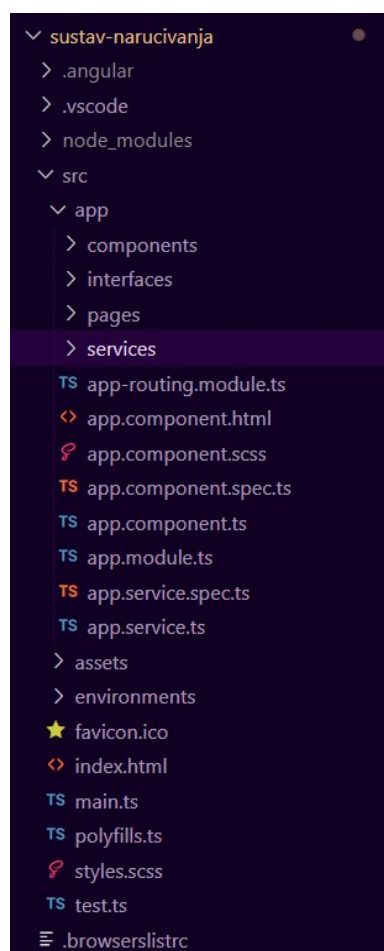 sustav-narucivanja
.angular
.vscode
node_modules
src
app
components
interfaces
pages
services
TS app-routing.module.ts
<> app.component.html
app.component.scss
TS app.component.spec.ts
TS app.component.ts
TS app.module.ts
TS app.service.spec.ts
TS app.service.ts
assets
environments
favicon.ico
<> index.html
TS main.ts
TS polyfills.ts
styles.scss
TS test.ts
.browserslistrc